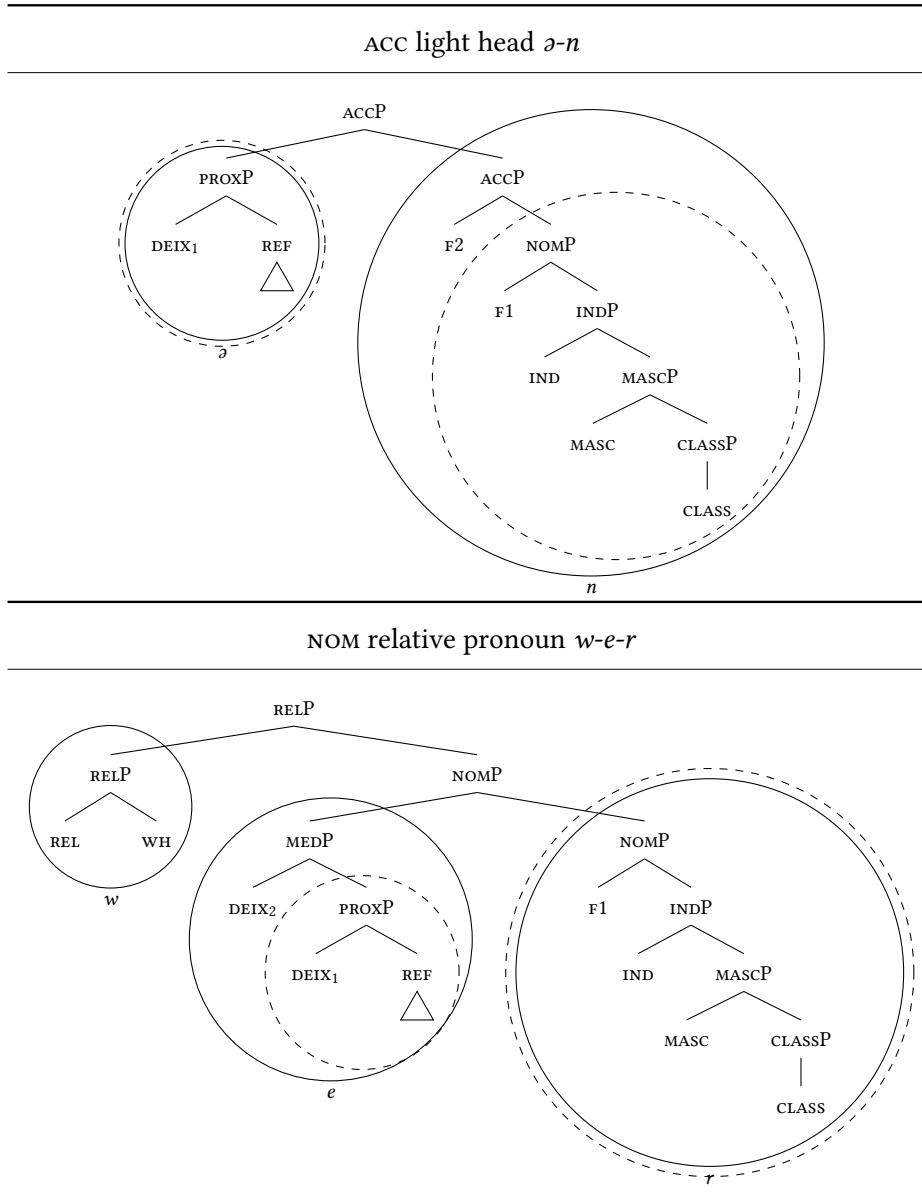 ACC light head ə-n
ACCP
PROXP ACCP
DEIX₁ REF F2 NOMP
F1 INDP
ə
IND MASCP
MASC CLASSP
CLASS
n
NOM relative pronoun w-e-r
RELP
RELP NOMP
REL WH MEDP NOMP
w
DEIX₂ PROXP F1 INDP
DEIX₁ REF IND MASCP
MASC CLASSP
e
CLASS
r